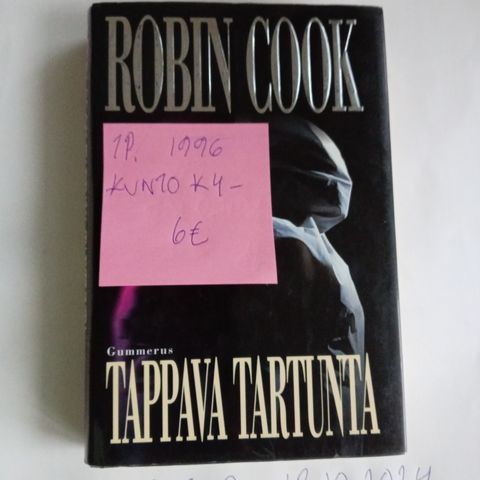 ROBIN COOK
1P. 1996
KUNTO K4-
6€
Gummerus
TAPPAVA TARTUNTA